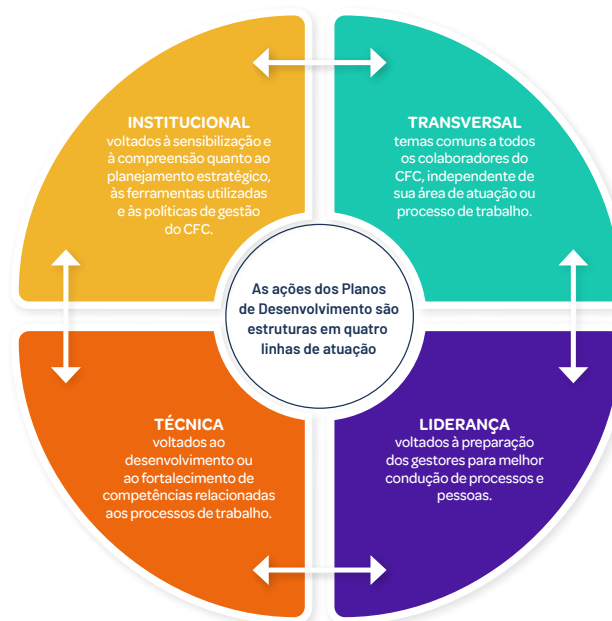 INSTITUCIONAL
voltados à sensibilização e
à compreensão quanto ao
planejamento estratégico,
às ferramentas utilizadas
e às políticas de gestão
do CFC.
TRANSVERSAL
temas comuns a todos
os colaboradores do
CFC, independente de
sua área de atuação ou
processo de trabalho.
As ações dos Planos
de Desenvolvimento são
estruturas em quatro
linhas de atuação
TÉCNICA
voltados ao
desenvolvimento ou
ao fortalecimento de
competências relacionadas
aos processos de trabalho.
LIDERANÇA
voltados à preparação
dos gestores para melhor
condução de processos e
pessoas.